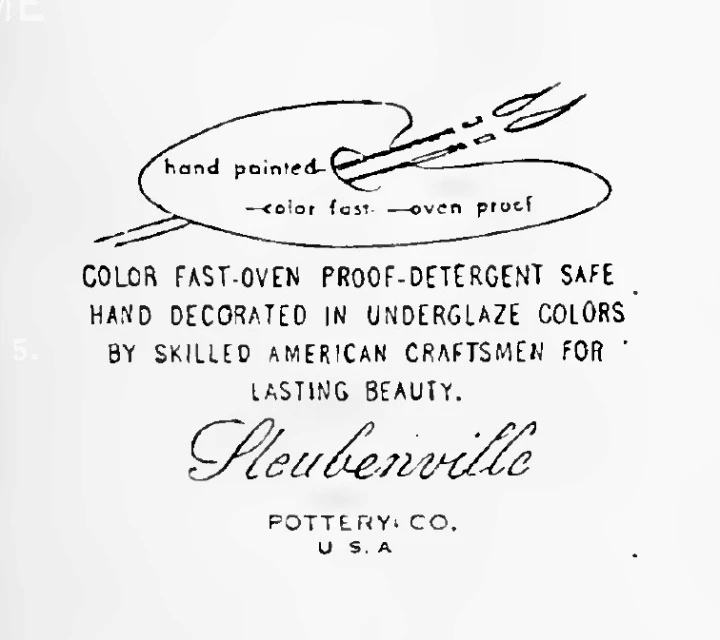 hand painted
color fast oven proof
COLOR FAST-OVEN PROOF-DETERGENT SAFE
HAND DECORATED IN UNDERGLAZE COLORS
BY SKILLED AMERICAN CRAFTSMEN FOR
LASTING BEAUTY.
Steubenville
POTTERY CO.
U.S.A
5.